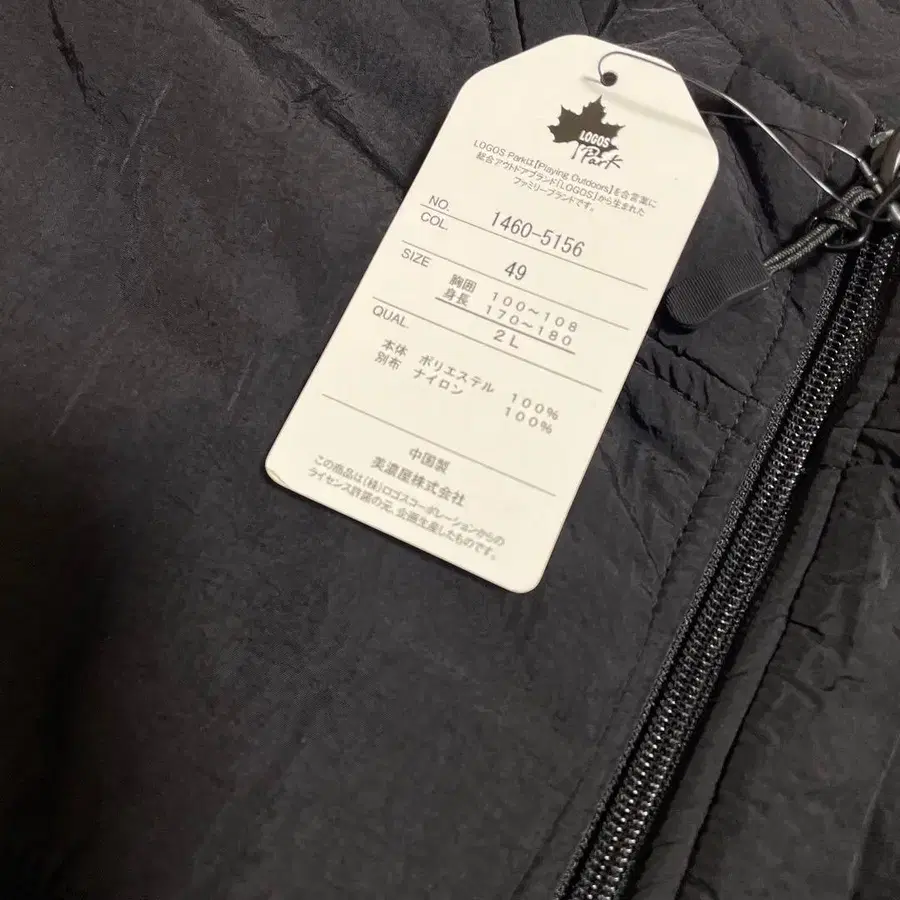 LOGOS
Park
LOGOS Parkは【Playing Outdoors】を合言葉に
総合アウトドアブランド「LOGOS」から生まれた
ファミリーブランドです。
NO. 1460-5156
COL. 49
SIZE 胸囲 100～108
身長 170～180
2L
QUAL.
本体 ポリエステル 100%
別布 ナイロン 100%
中国製
美濃屋株式会社
この商品は(株)ロゴスコーポレーションからの
ライセンス許諾の元、企画生産したものです。